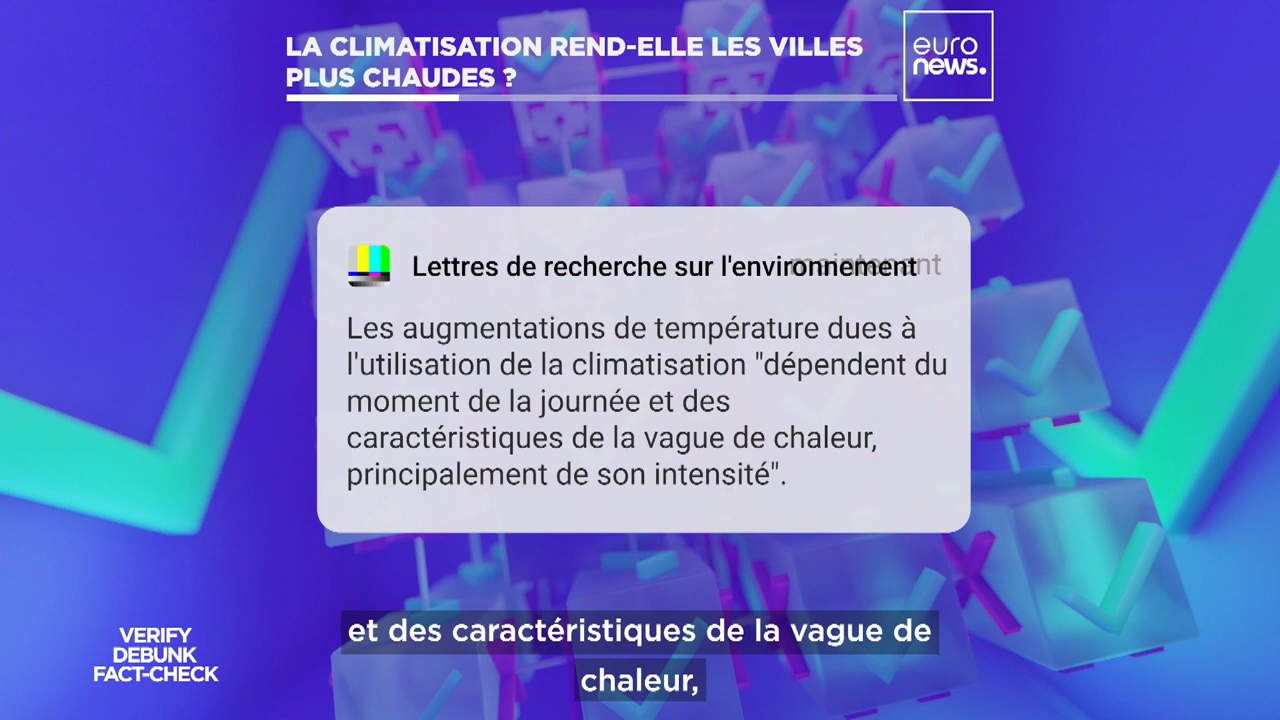 LA CLIMATISATION REND-ELLE LES VILLES
PLUS CHAUDES ?
euro
news.
Lettres de recherche sur l'environnement
maintenant
Les augmentations de température dues à
l'utilisation de la climatisation "dépendent du
moment de la journée et des
caractéristiques de la vague de chaleur,
principalement de son intensité".
et des caractéristiques de la vague de
chaleur,
VERIFY
DEBUNK
FACT-CHECK